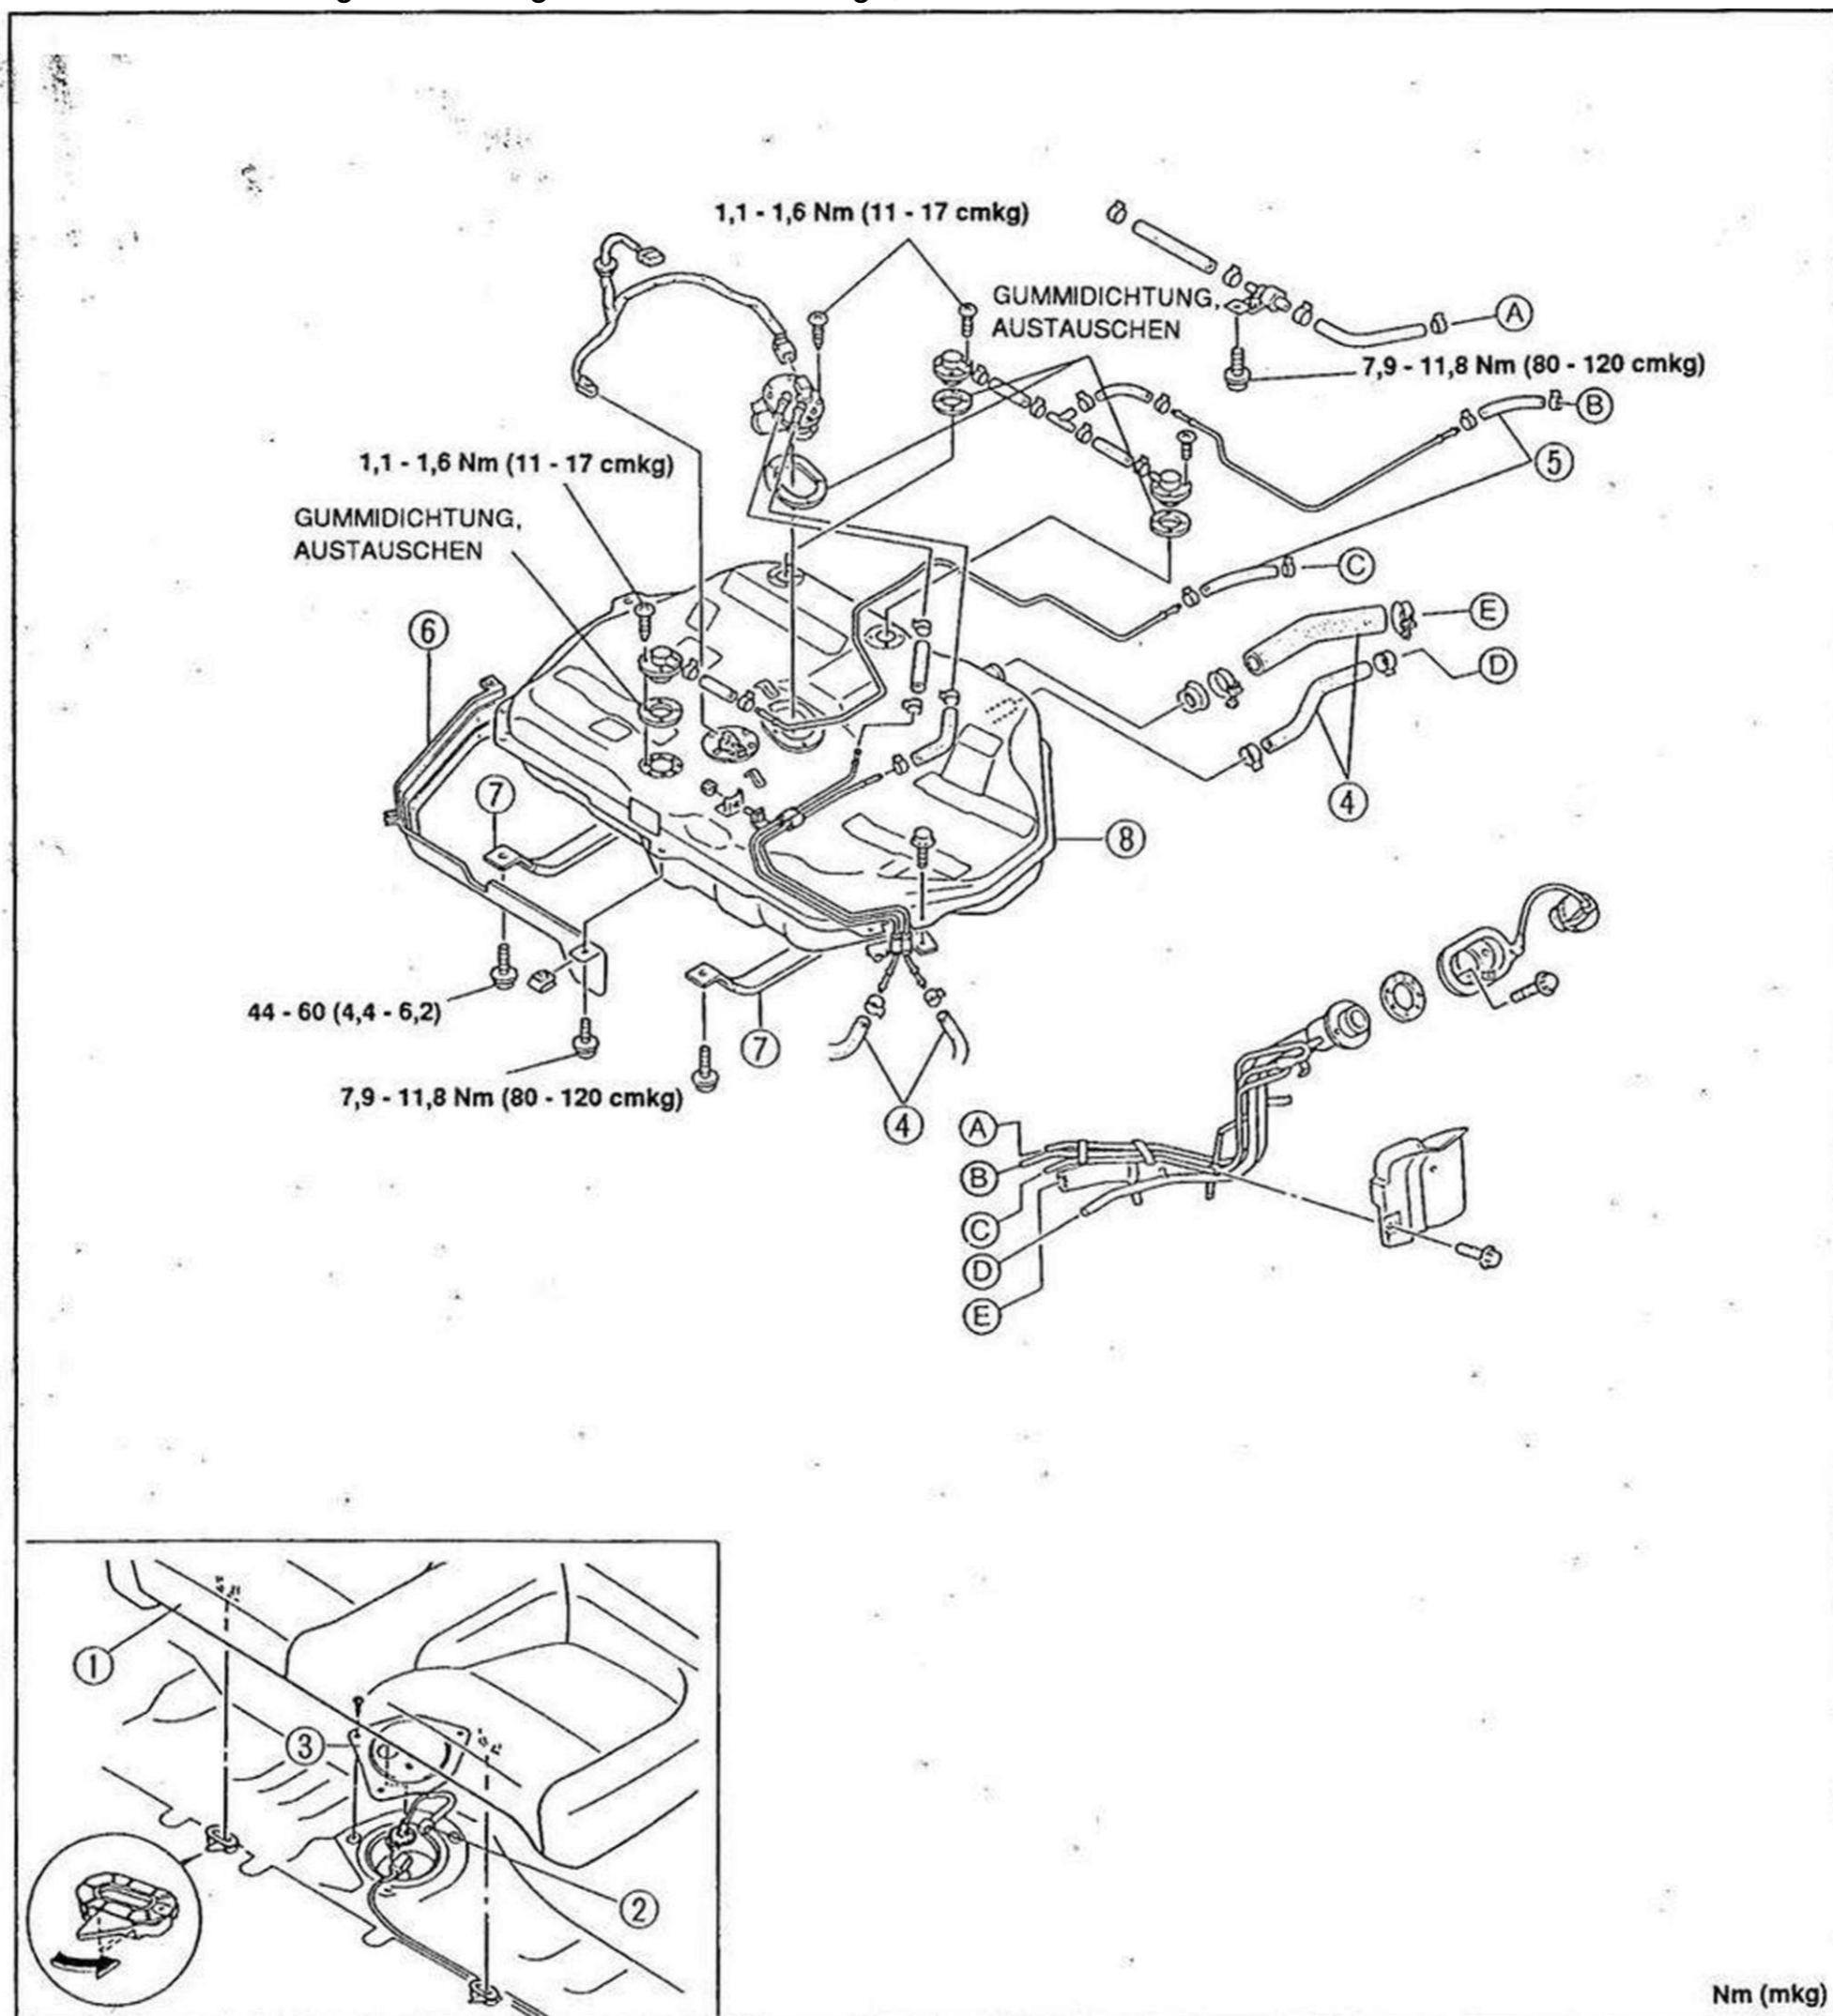 1,1 - 1,6 Nm (11 - 17 cmkg)
GUMMIDICHTUNG,
AUSTAUSCHEN
A
7,9 - 11,8 Nm (80 - 120 cmkg)
B
5
1,1 - 1,6 Nm (11 - 17 cmkg)
GUMMIDICHTUNG,
AUSTAUSCHEN
C
6
E
D
7
4
8
44 - 60 (4,4 - 6,2)
7
7,9 - 11,8 Nm (80 - 120 cmkg)
4
A
B
C
D
E
1
3
2
Nm (mkg)